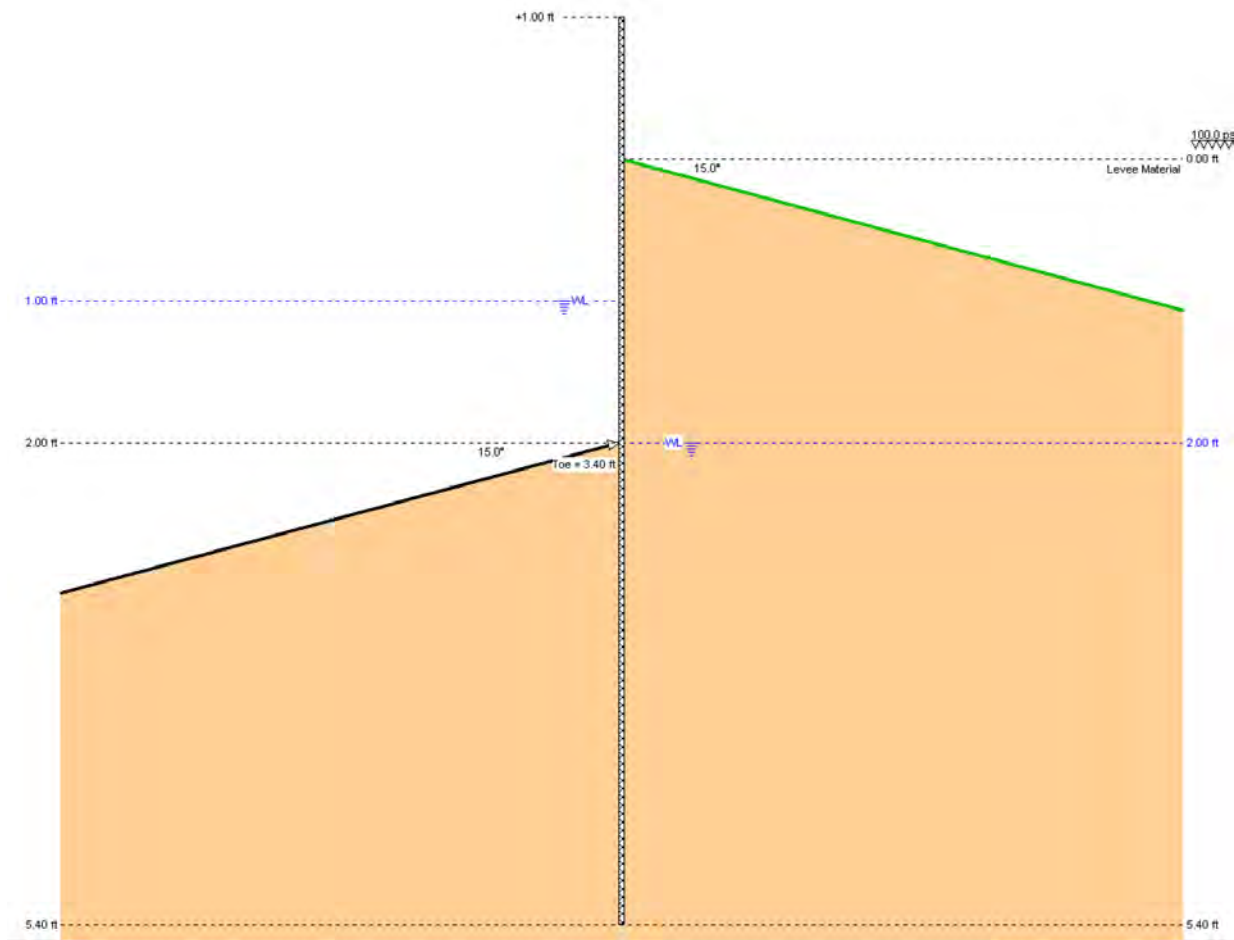 +1.00 ft
100.0 ps
0.00 ft
15.0°
Levee Material
1.00 ft
WL
2.00 ft
WL
2.00 ft
15.0°
Toe = 3.40 ft
5.40 ft
5.40 ft